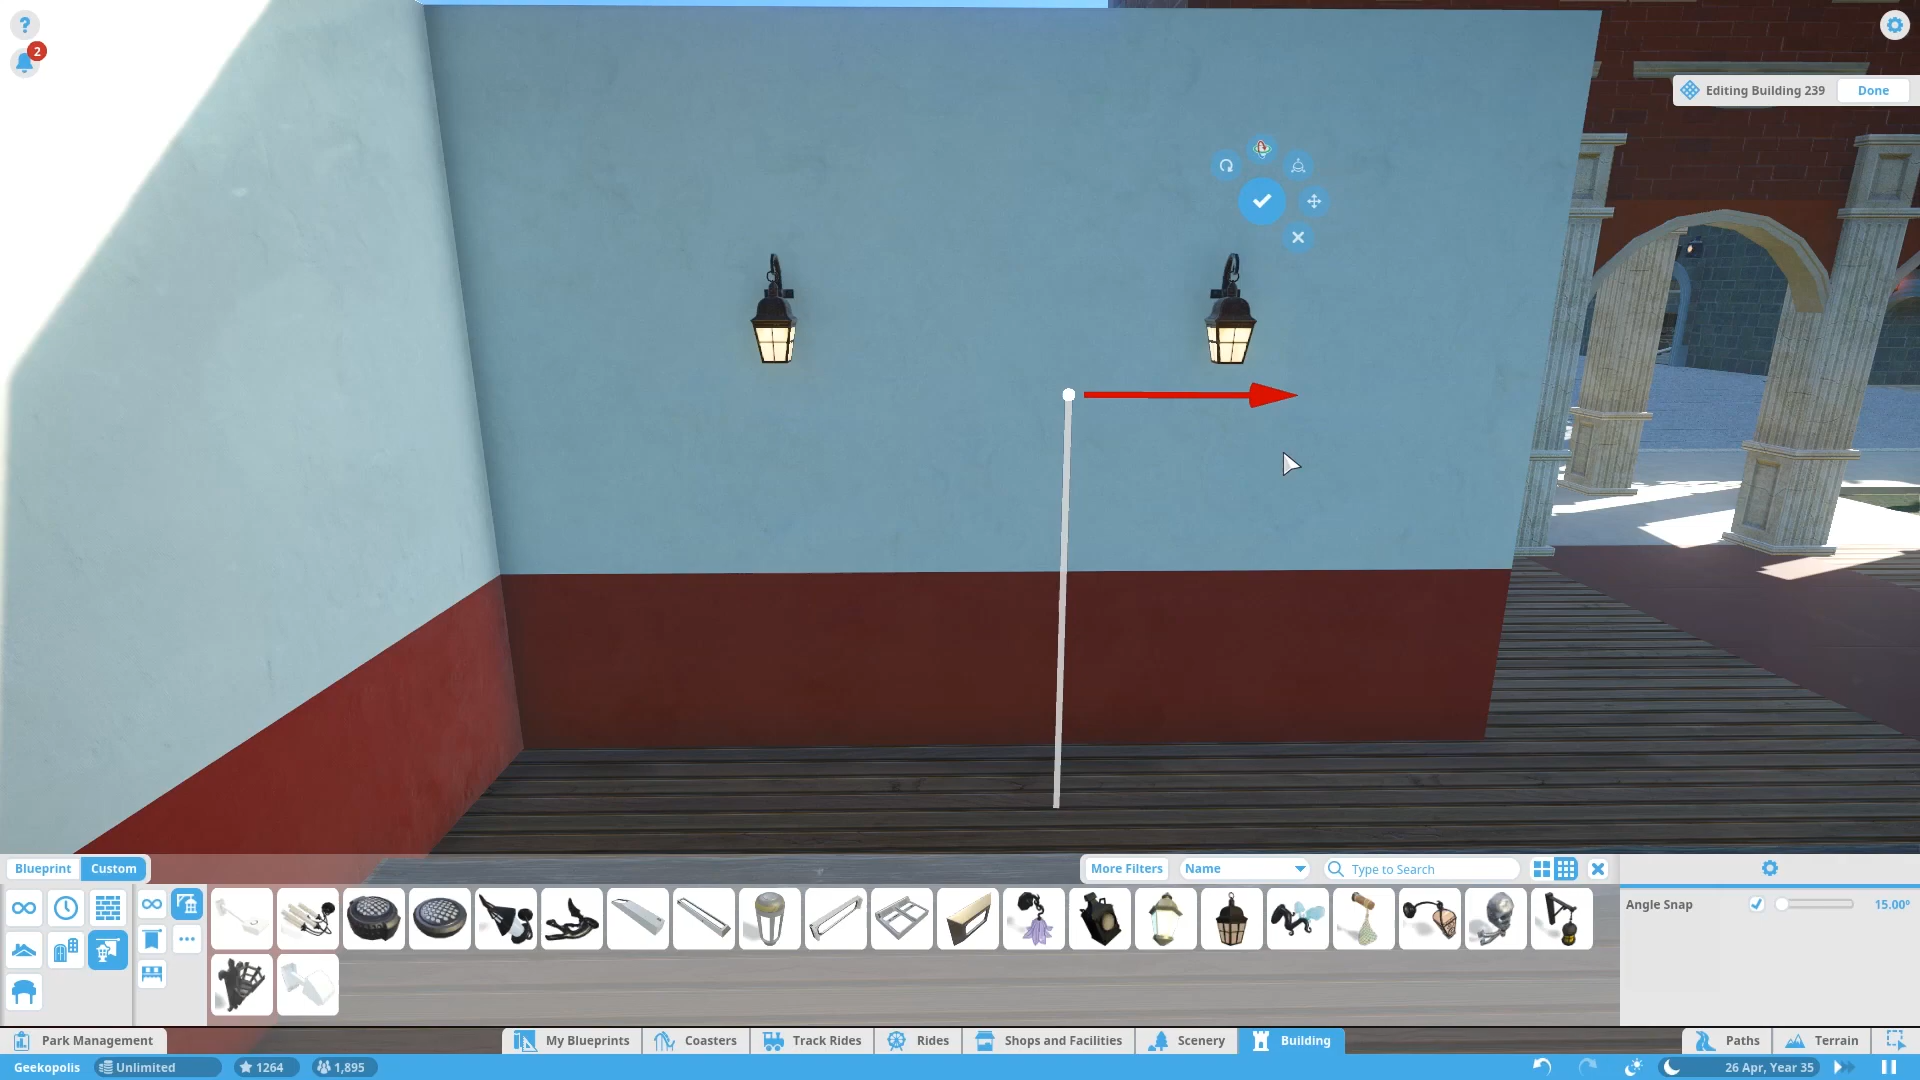 ?
2
Editing Building 239
Done
Blueprint
Custom
More Filters
Name
Type to Search
Angle Snap
15.00°
Park Management
My Blueprints
Coasters
Track Rides
Rides
Shops and Facilities
Scenery
Building
Paths
Terrain
Geekopolis
Unlimited
1264
1,895
26 Apr, Year 35